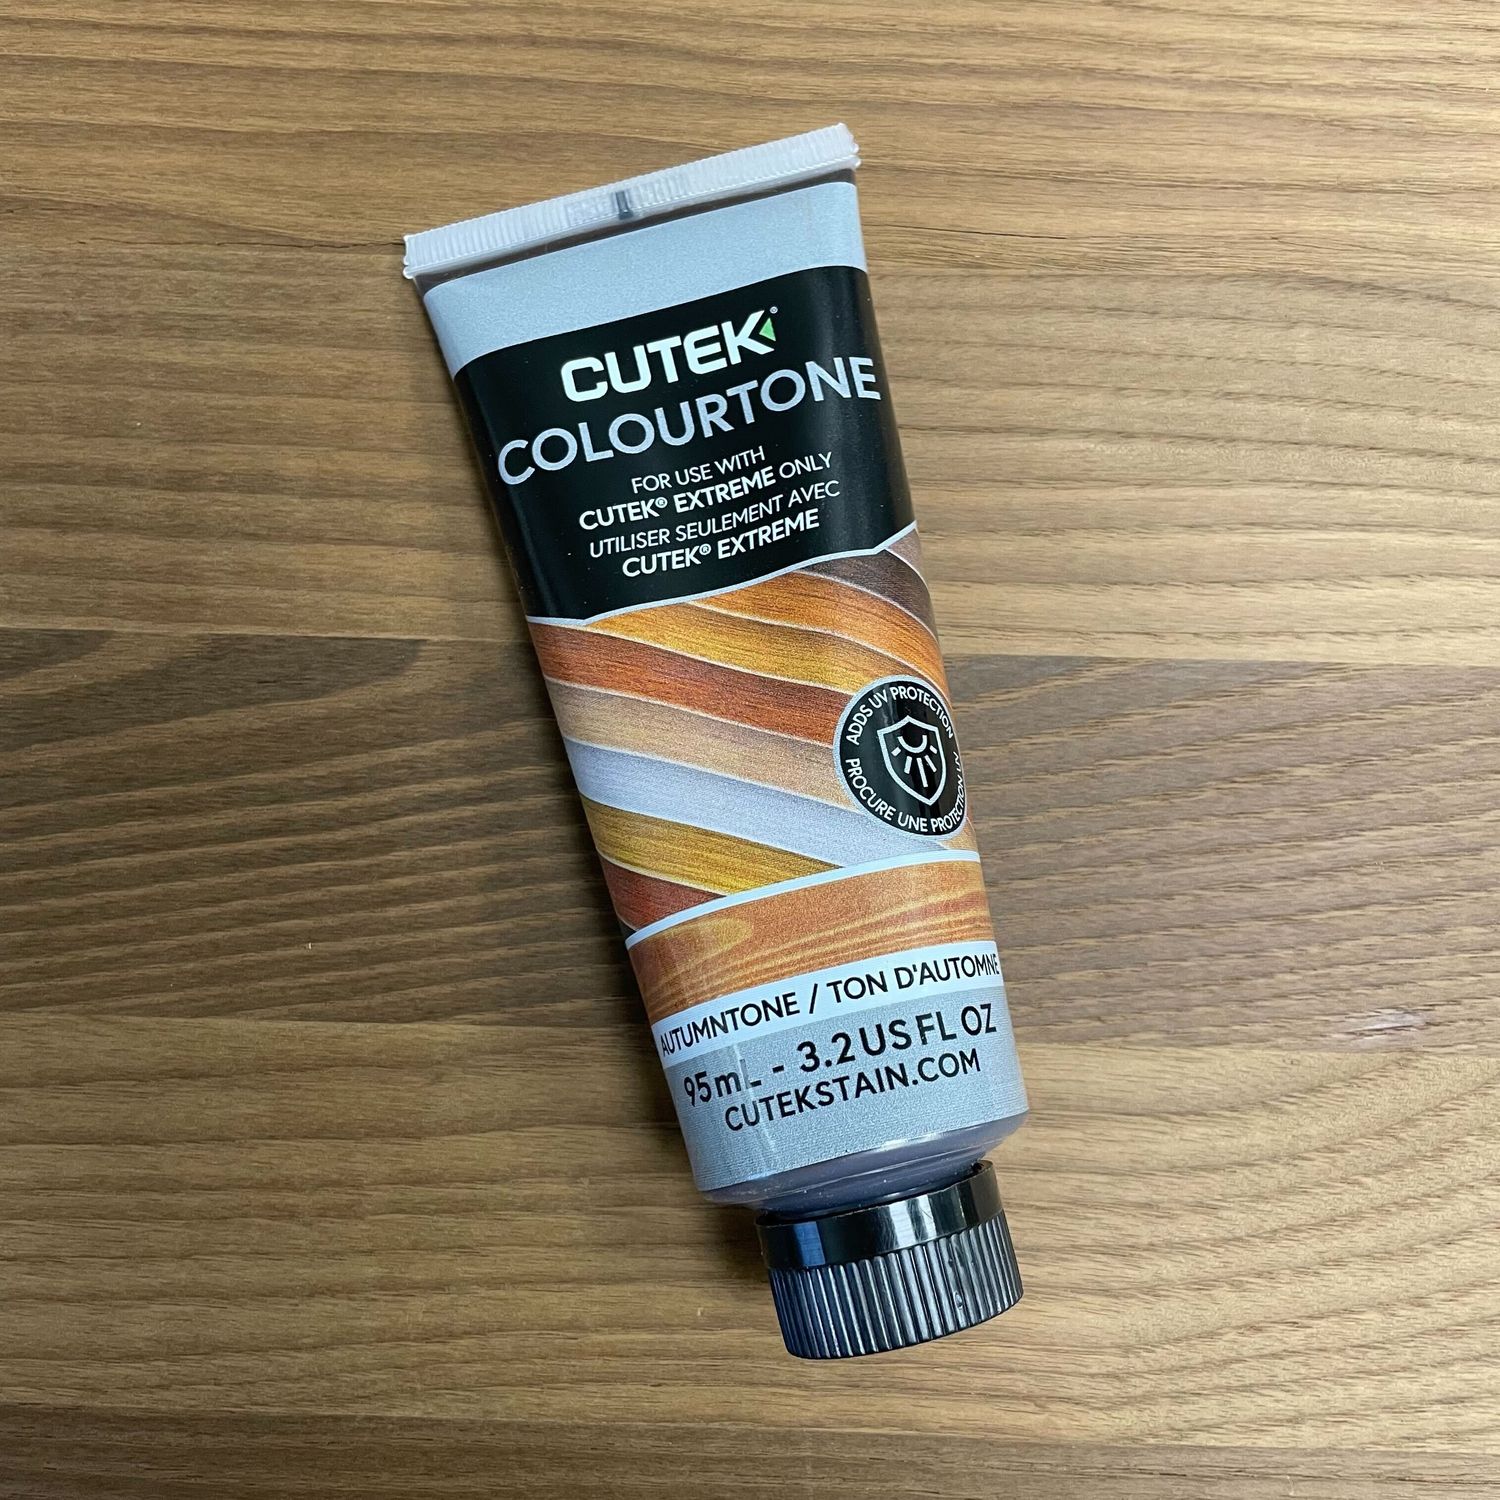 CUTEK®
COLOURTONE
FOR USE WITH
CUTEK® EXTREME ONLY
UTILISER SEULEMENT AVEC
CUTEK® EXTREME
ADDS UV PROTECTION
PROCURE UNE PROTECTION UV
AUTUMNTONE / TON D'AUTOMNE
95mL - 3.2 US FL OZ
CUTEKSTAIN.COM